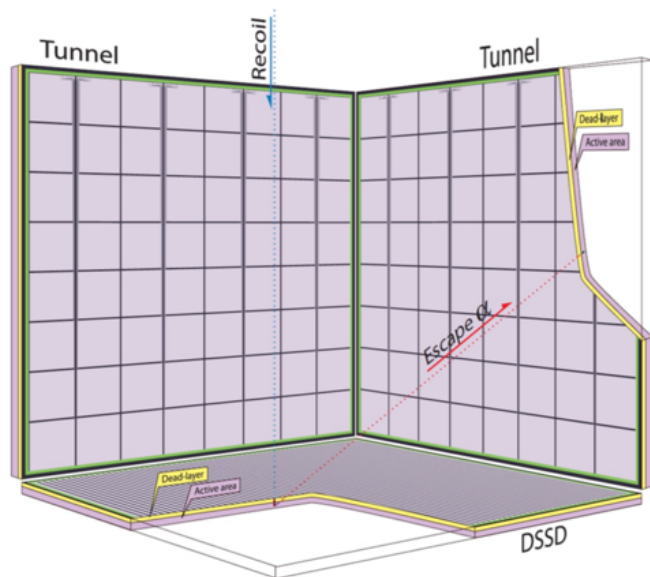 Tunnel
Recoil
Tunnel
Dead-layer
Active area
Escape α
Dead-layer
Active area
DSSD